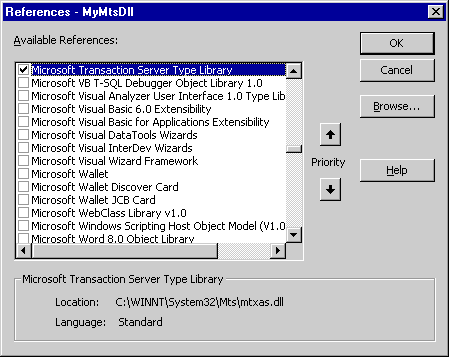 References - MyMtsDll
Available References:
Microsoft Transaction Server Type Library
Microsoft VB T-SQL Debugger Object Library 1.0
Microsoft Visual Analyzer User Interface 1.0 Type Lib
Microsoft Visual Basic 6.0 Extensibility
Microsoft Visual Basic for Applications Extensibility
Microsoft Visual DataTools Wizards
Microsoft Visual InterDev Wizards
Microsoft Visual Wizard Framework
Microsoft Wallet
Microsoft Wallet Discover Card
Microsoft Wallet JCB Card
Microsoft WebClass Library v1.0
Microsoft Windows Scripting Host Object Model (V1.0
Microsoft Word 8.0 Object Library
OK
Cancel
Browse...
Priority
Help
Microsoft Transaction Server Type Library
Location: C:\WINNT\System32\Mts\mtxas.dll
Language: Standard